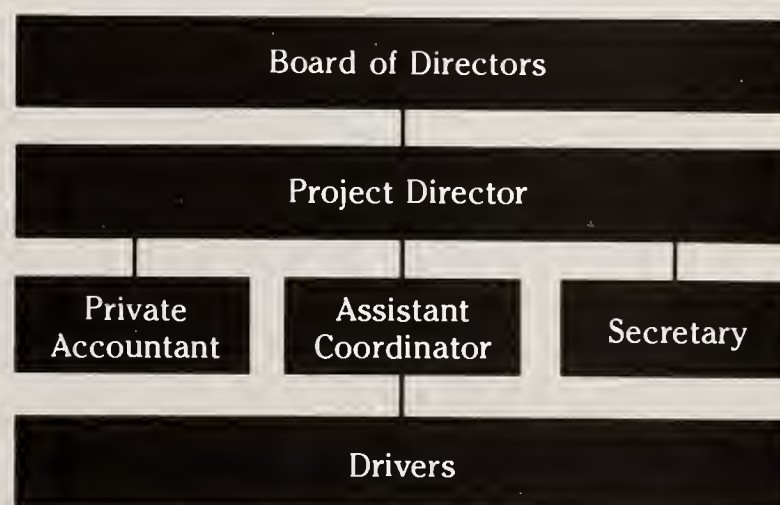 Board of Directors
Project Director
Private
Accountant
Assistant
Coordinator
Secretary
Drivers